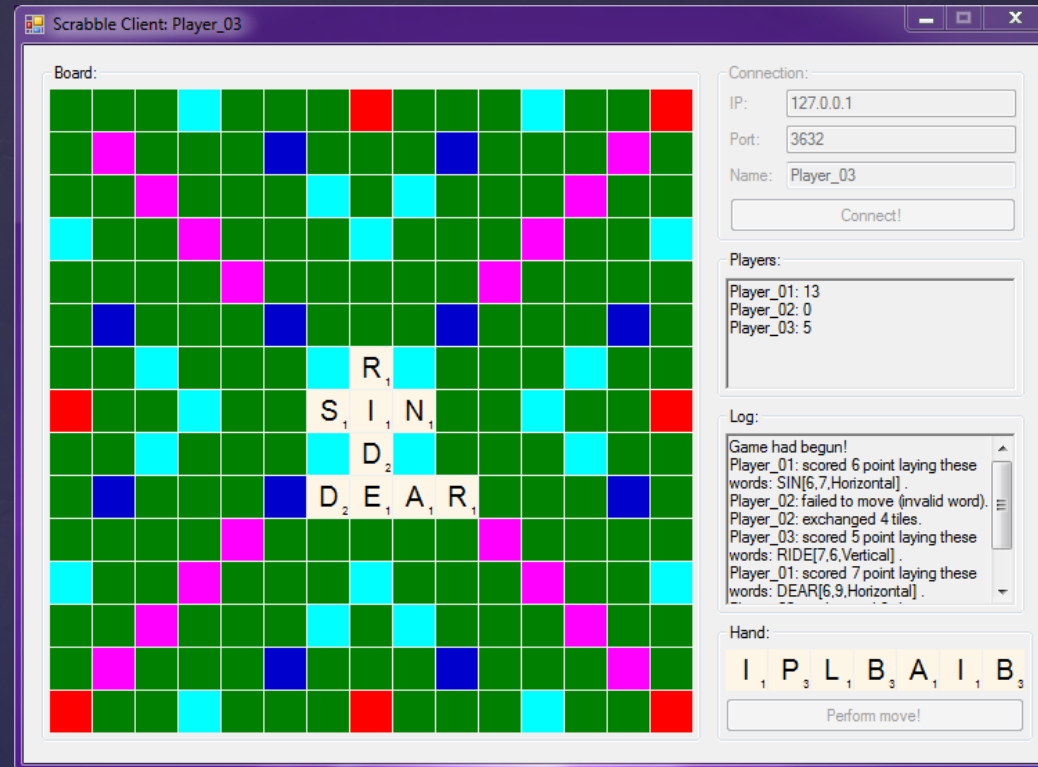 Scrabble Client: Player_03
Board:
R1
S1 I1 N1
D2
D2 E1 A1 R1
Connection:
IP: 127.0.0.1
Port: 3632
Name: Player_03
Connect!
Players:
Player_01: 13
Player_02: 0
Player_03: 5
Log:
Game had begun!
Player_01: scored 6 point laying these
words: SIN[6,7,Horizontal] .
Player_02: failed to move (invalid word).
Player_02: exchanged 4 tiles.
Player_03: scored 5 point laying these
words: RIDE[7,6,Vertical] .
Player_01: scored 7 point laying these
words: DEAR[6,9,Horizontal] .
Hand:
I1 P3 L1 B3 A1 I1 B3
Perform move!